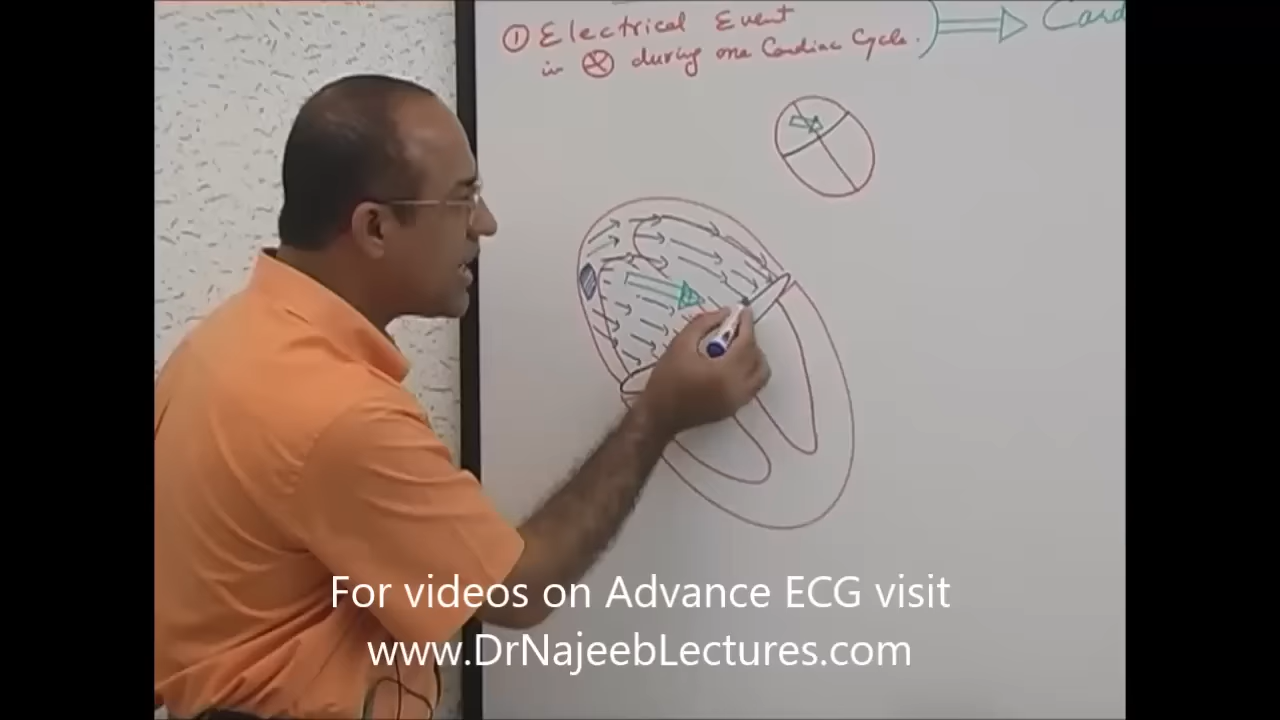 ① Electrical Event
in during one Cardiac Cycle.
Card
For videos on Advance ECG visit
www.DrNajeebLectures.com